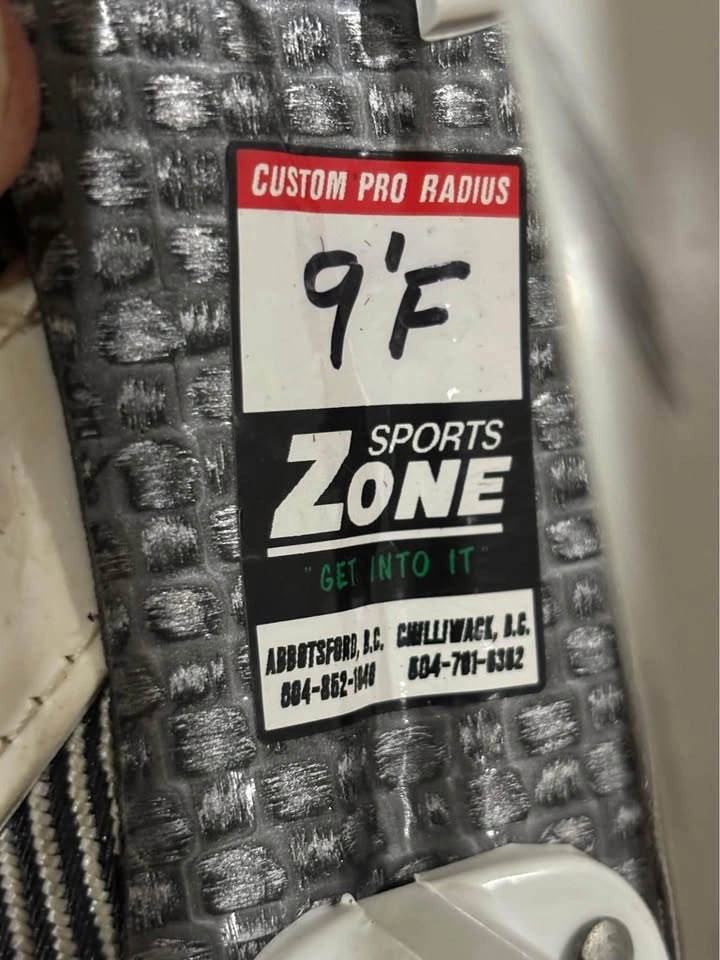 CUSTOM PRO RADIUS
9'F
SPORTS
ZONE
"GET INTO IT"
ABBOTSFORD, B.C. CHILLIWACK, B.C.